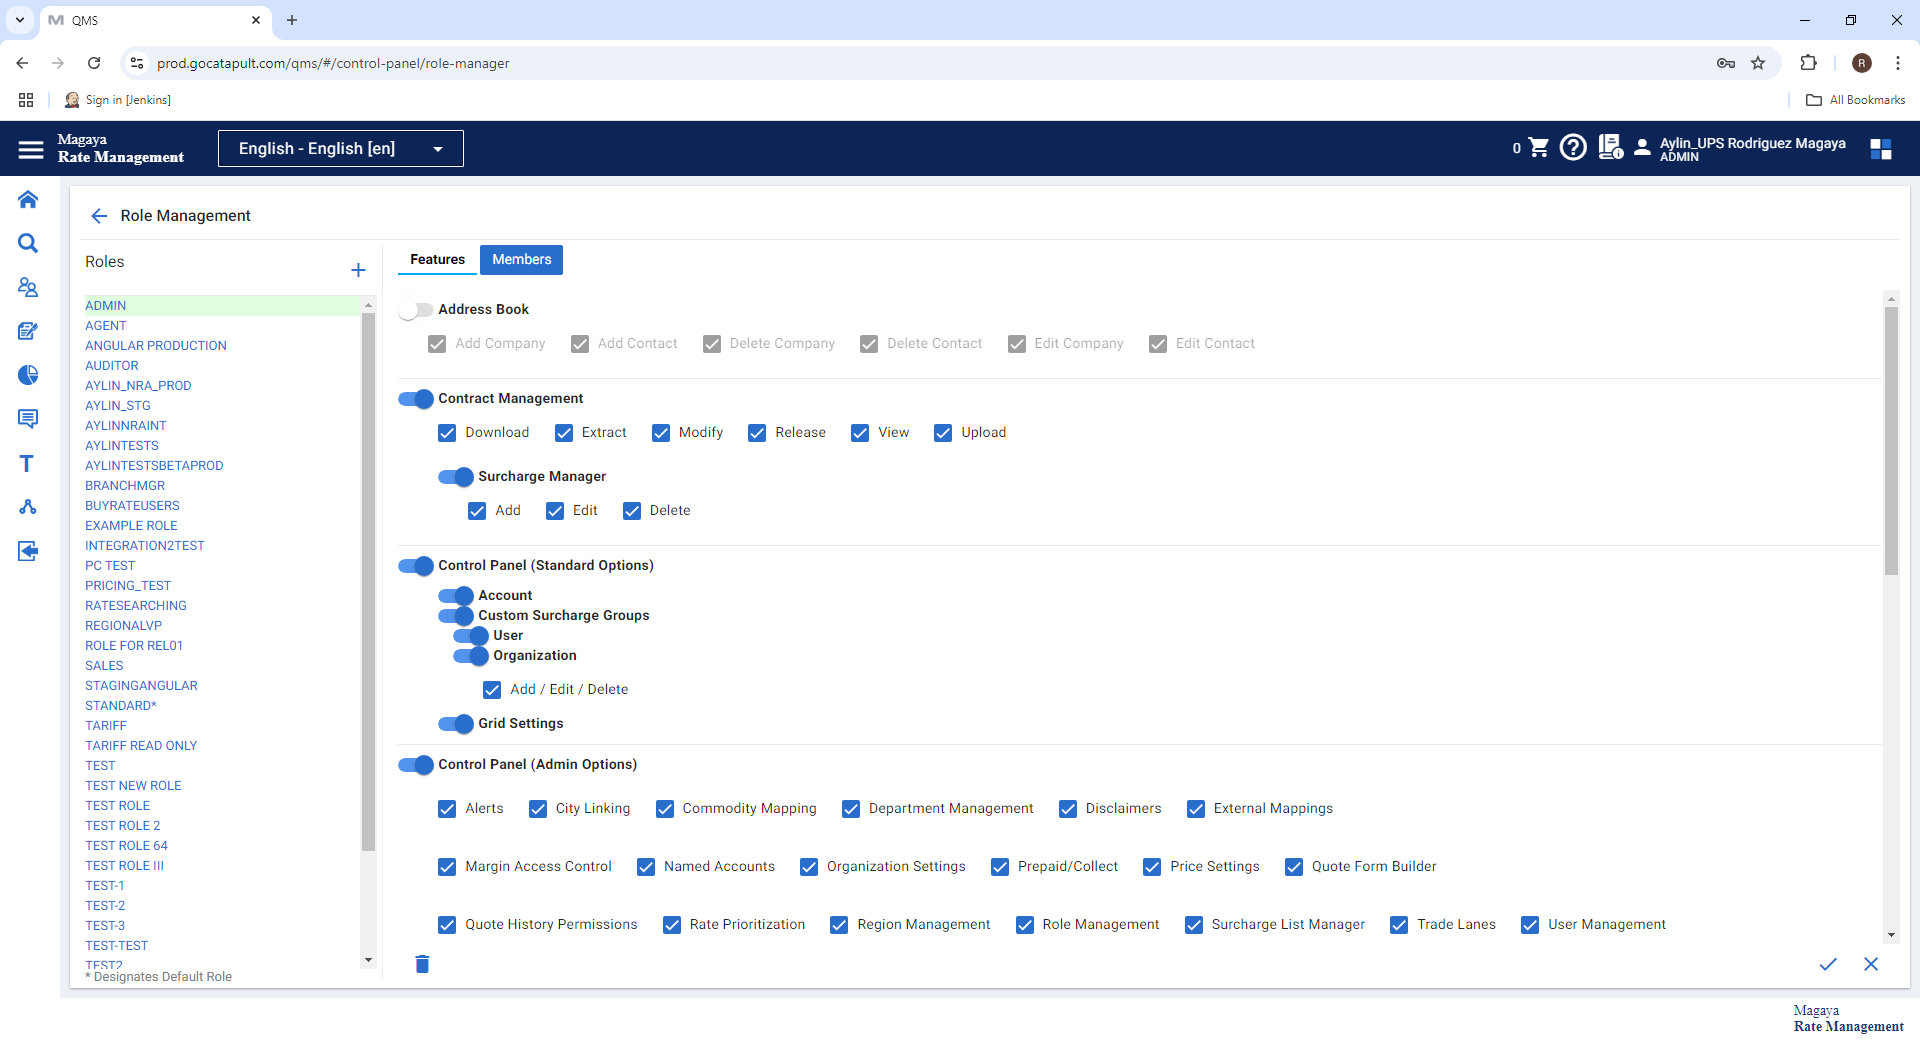 QMS
prod.gocatapult.com/qms/#/control-panel/role-manager
R
Sign in [Jenkins]
All Bookmarks
Magaya
Rate Management
English - English [en]
0
Aylin_UPS Rodriguez Magaya
ADMIN
Role Management
Roles
ADMIN
AGENT
ANGULAR PRODUCTION
AUDITOR
AYLIN_NRA_PROD
AYLIN_STG
AYLINNRAINT
AYLINTESTS
AYLINTESTSBETAPROD
BRANCHMGR
BUYRATEUSERS
EXAMPLE ROLE
INTEGRATION2TEST
PC TEST
PRICING_TEST
RATESEARCHING
REGIONALVP
ROLE FOR REL01
SALES
STAGINGANGULAR
STANDARD*
TARIFF
TARIFF READ ONLY
TEST
TEST NEW ROLE
TEST ROLE
TEST ROLE 2
TEST ROLE 64
TEST ROLE III
TEST-1
TEST-2
TEST-3
TEST-TEST
TEST2
* Designates Default Role
Features Members
Address Book
Add Company Add Contact Delete Company Delete Contact Edit Company Edit Contact
Contract Management
Download Extract Modify Release View Upload
Surcharge Manager
Add Edit Delete
Control Panel (Standard Options)
Account
Custom Surcharge Groups
User
Organization
Add / Edit / Delete
Grid Settings
Control Panel (Admin Options)
Alerts City Linking Commodity Mapping Department Management Disclaimers External Mappings
Margin Access Control Named Accounts Organization Settings Prepaid/Collect Price Settings Quote Form Builder
Quote History Permissions Rate Prioritization Region Management Role Management Surcharge List Manager Trade Lanes User Management
Magaya
Rate Management